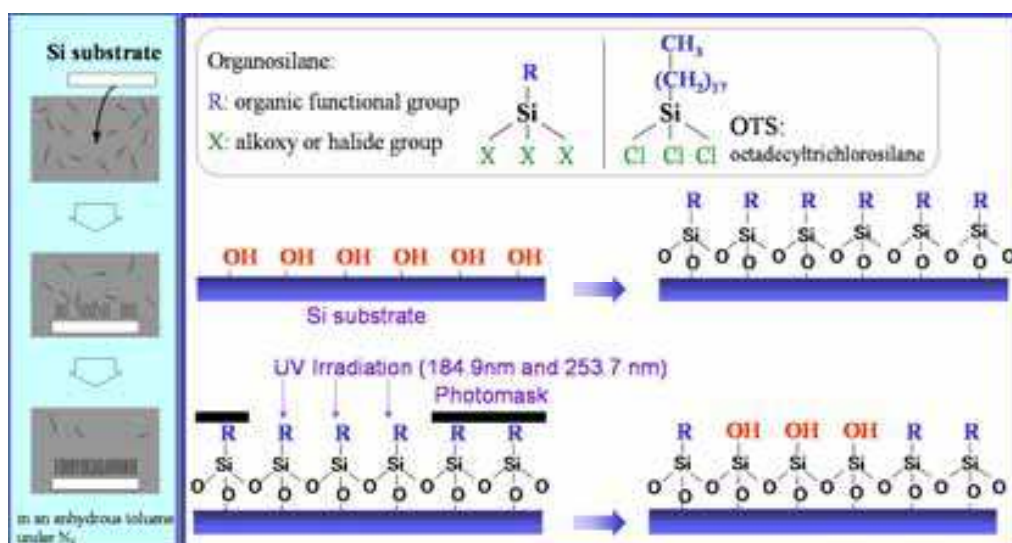 Si substrate
in an anhydrous toluene
under N₂
Organosilane:
R: organic functional group
X: alkoxy or halide group
R
Si
X X X
CH₃
(CH₂)₁₇
Si
Cl Cl Cl
OTS:
octadecyltrichlorosilane
OH OH OH OH OH OH
Si substrate
R R R R R R
Si Si Si Si Si Si
O O O O O O O O O O O O O
UV Irradiation (184.9nm and 253.7 nm)
Photomask
R R R R R R
Si Si Si Si Si Si
O O O O O O O O O O O O O
R OH OH OH R R
Si Si Si Si Si Si
O O O O O O O O O O O O O